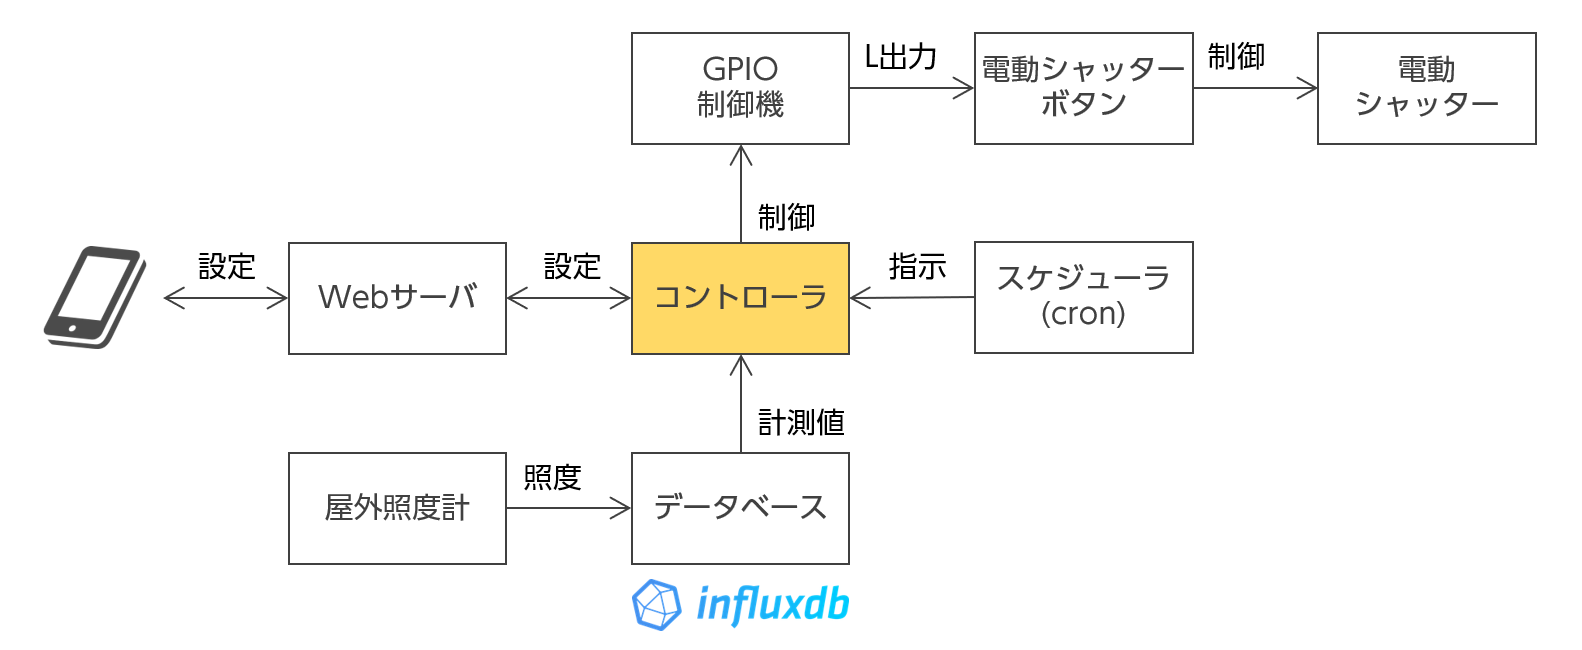 GPIO
制御機
L出力
電動シャッター
ボタン
制御
電動
シャッター
制御
設定
Webサーバ
設定
コントローラ
指示
スケジューラ
(cron)
計測値
屋外照度計
照度
データベース
influxdb